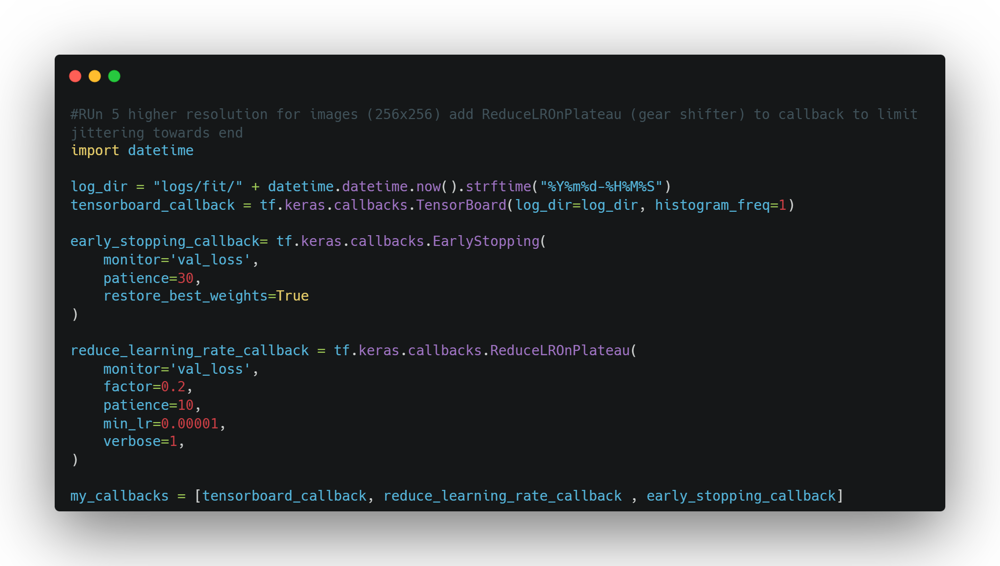 #RUn 5 higher resolution for images (256x256) add ReduceLROnPlateau (gear shifter) to callback to limit
jittering towards end
import datetime
log_dir = "logs/fit/" + datetime.datetime.now().strftime("%Y%m%d-%H%M%S")
tensorboard_callback = tf.keras.callbacks.TensorBoard(log_dir=log_dir, histogram_freq=1)
early_stopping_callback= tf.keras.callbacks.EarlyStopping(
    monitor='val_loss',
    patience=30,
    restore_best_weights=True
)
reduce_learning_rate_callback = tf.keras.callbacks.ReduceLROnPlateau(
    monitor='val_loss',
    factor=0.2,
    patience=10,
    min_lr=0.00001,
    verbose=1,
)
my_callbacks = [tensorboard_callback, reduce_learning_rate_callback , early_stopping_callback]